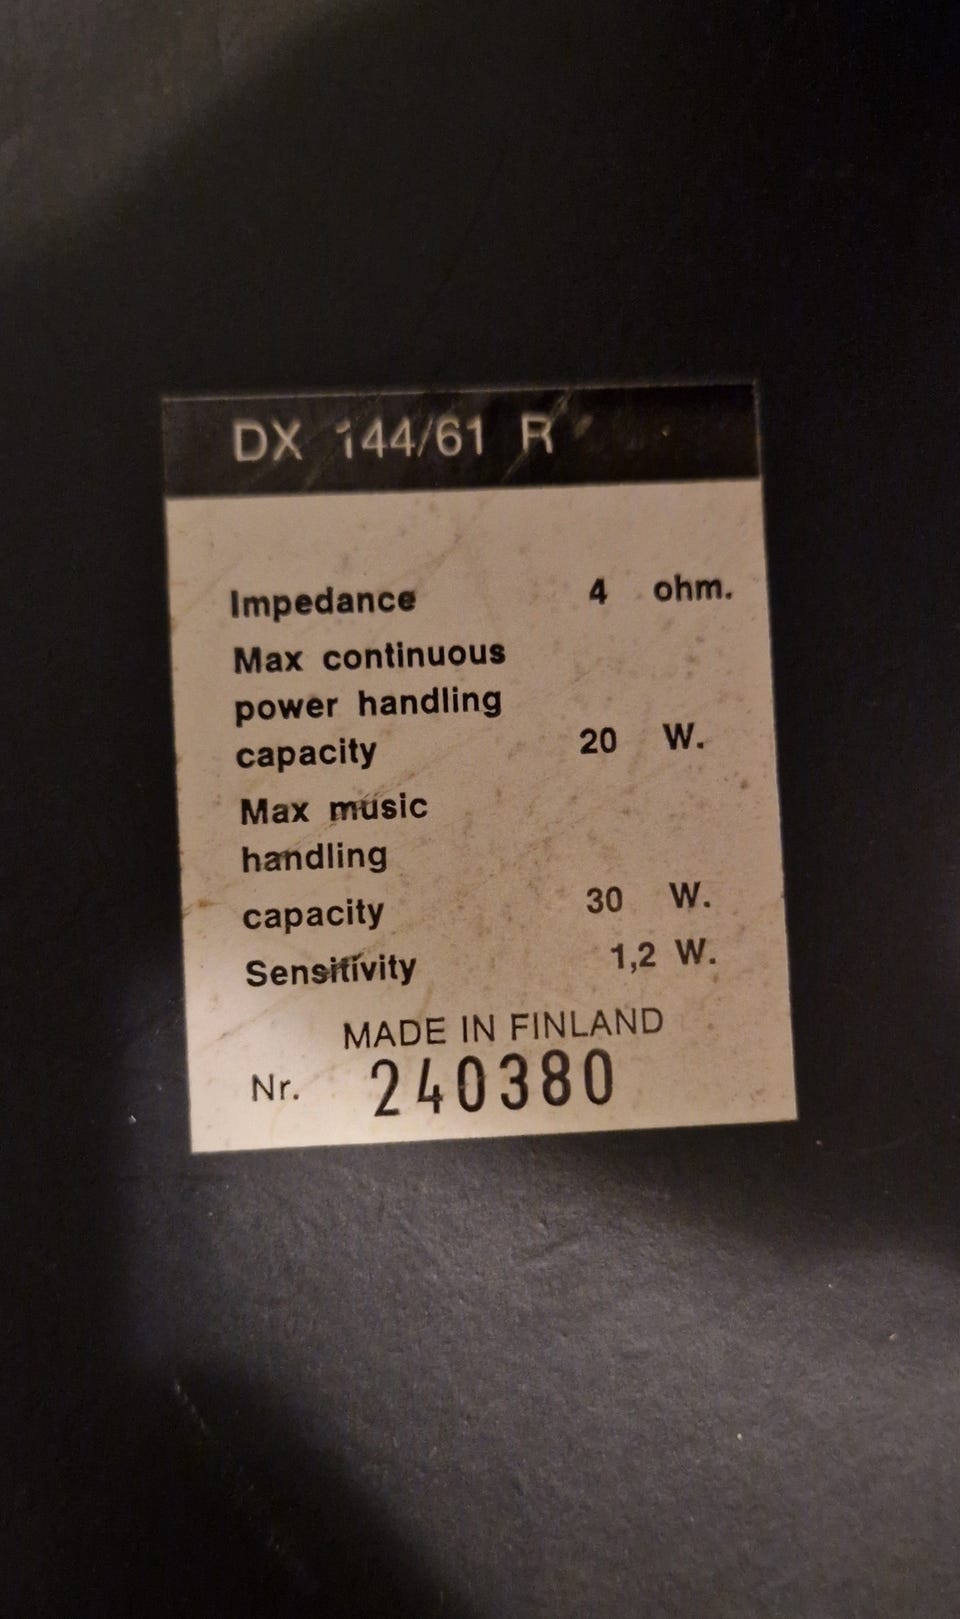 DX 144/61 R
Impedance 4 ohm.
Max continuous
power handling
capacity 20 W.
Max music
handling
capacity 30 W.
Sensitivity 1,2 W.
MADE IN FINLAND
Nr. 240380